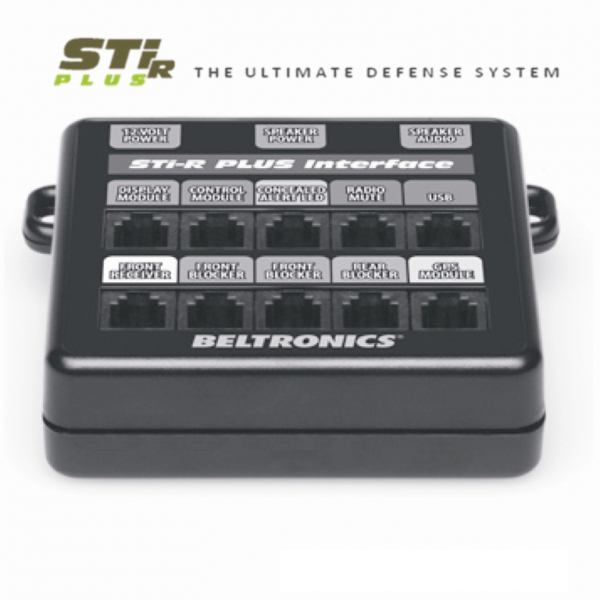 STi-R
PLUS THE ULTIMATE DEFENSE SYSTEM
12-VOLT POWER SPEAKER POWER SPEAKER AUDIO
STi-R PLUS Interface
DISPLAY MODULE CONTROL MODULE CONCEALED ALERT LED RADIO MUTE USB
FRONT RECEIVER FRONT BLOCKER FRONT BLOCKER REAR BLOCKER GPS MODULE
BELTRONICS®